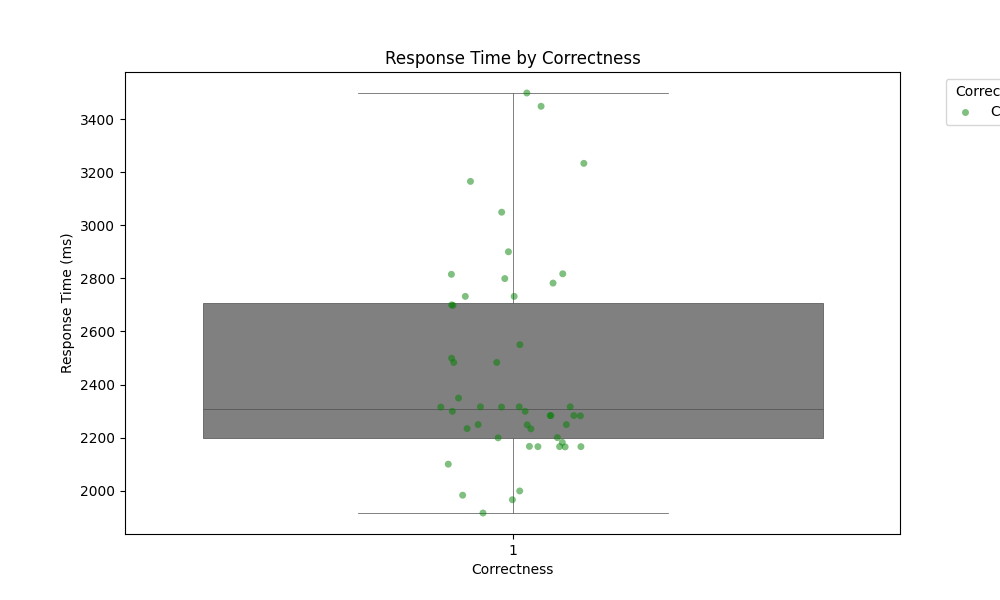 Response Time by Correctness
Correc
C
3400
3200
3000
2800
2600
2400
2200
2000
Response Time (ms)
1
Correctness